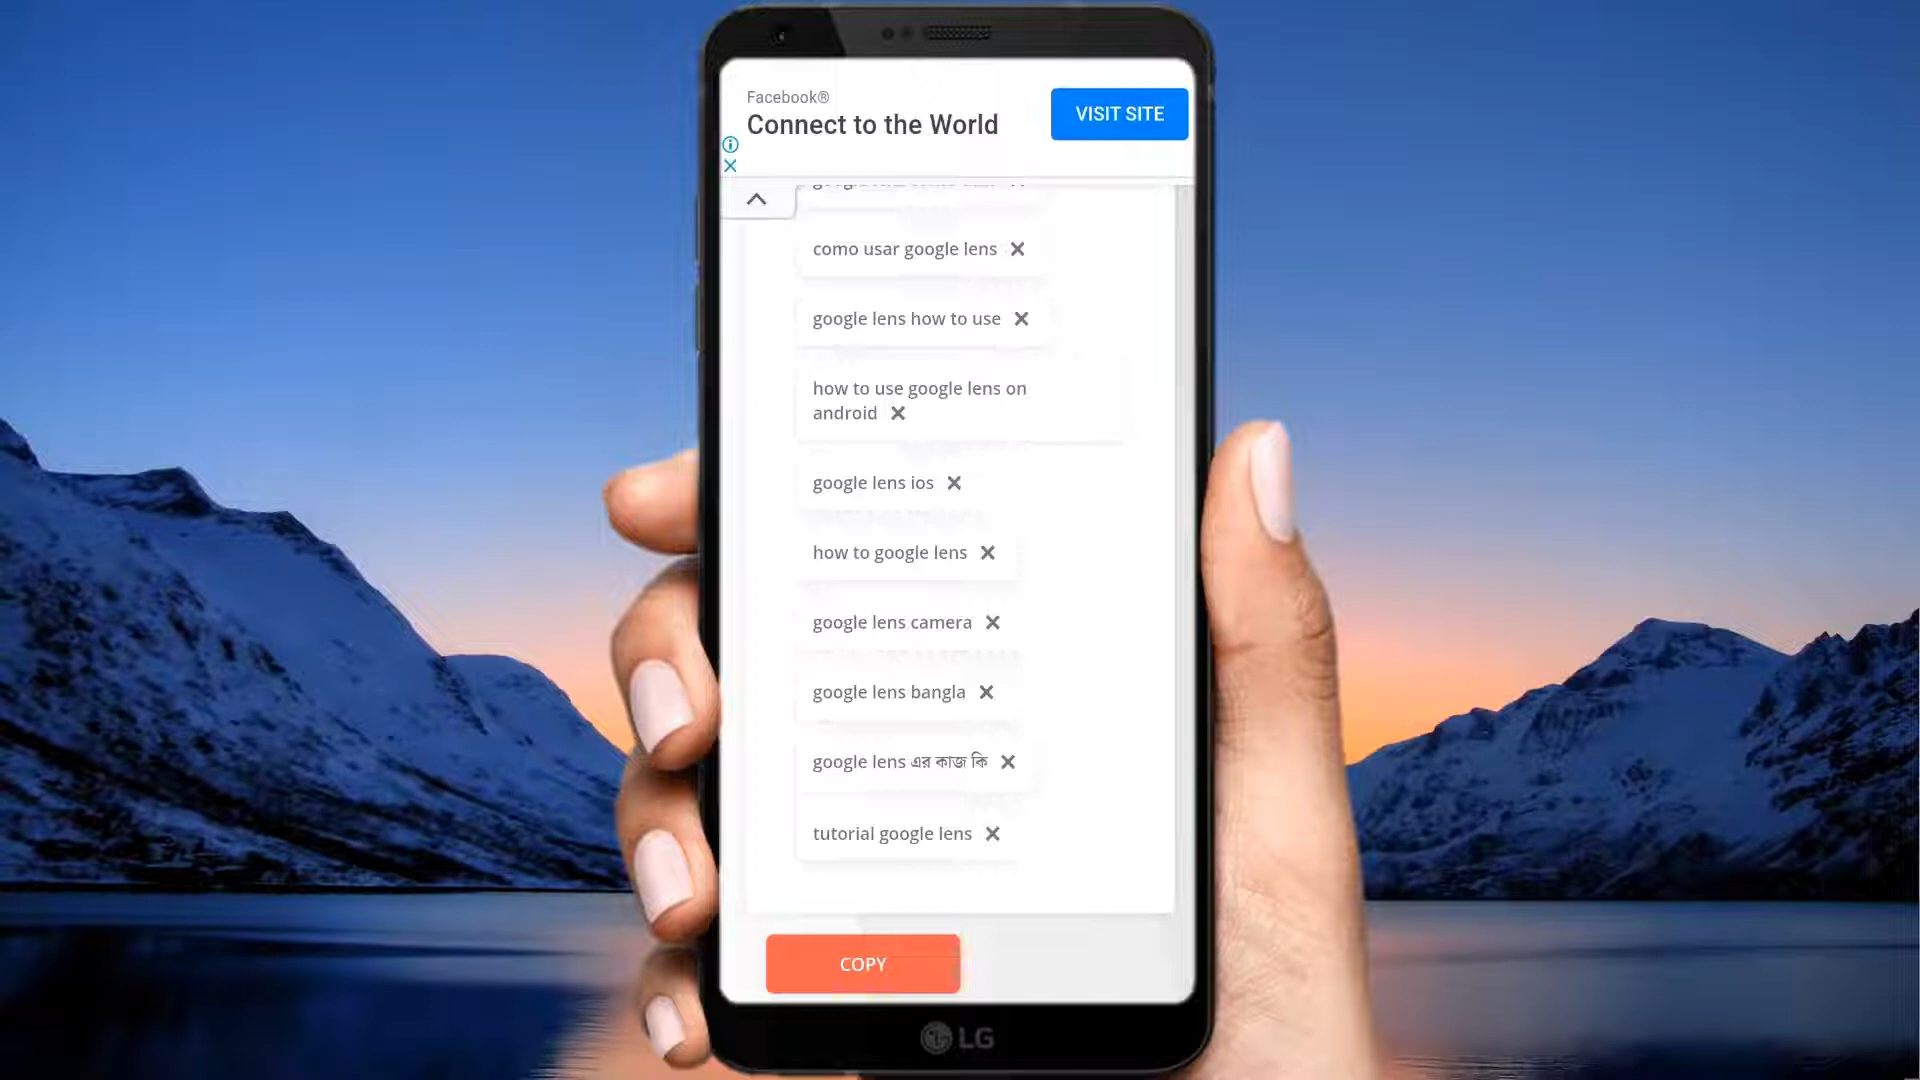 Facebook®
Connect to the World
VISIT SITE
como usar google lens
google lens how to use
how to use google lens on
android
google lens ios
how to google lens
google lens camera
google lens bangla
google lens এর কাজ কি
tutorial google lens
COPY
LG